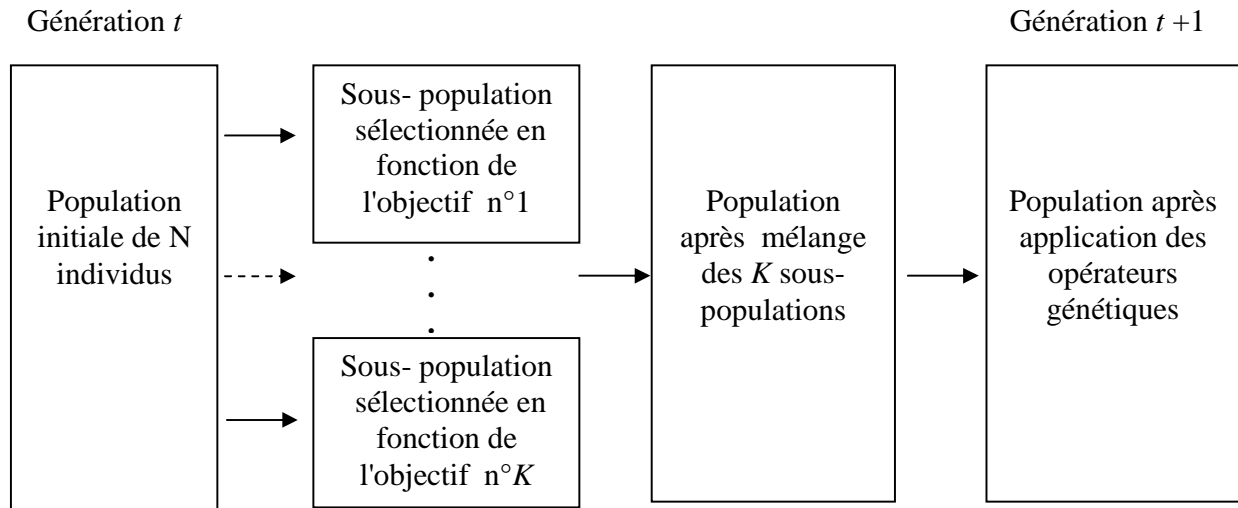 Génération t
Génération t +1
Population
initiale de N
individus
Sous- population
sélectionnée en
fonction de
l'objectif n°1
Sous- population
sélectionnée en
fonction de
l'objectif n°K
Population
après mélange
des K sous-
populations
Population après
application des
opérateurs
génétiques